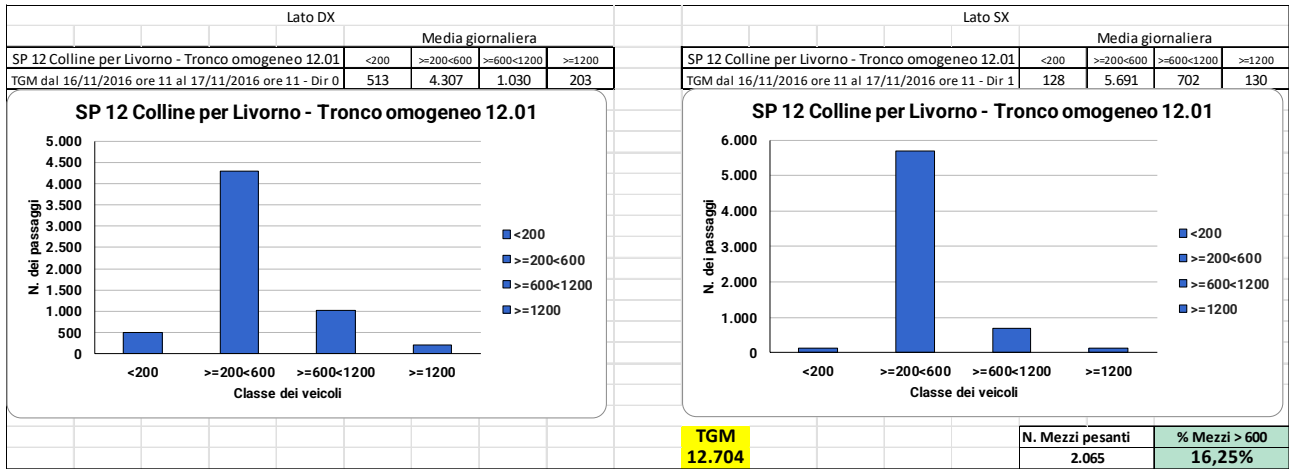 Lato DX
Media giornaliera
SP 12 Colline per Livorno - Tronco omogeneo 12.01 <200 >=200<600 >=600<1200 >=1200
TGM dal 16/11/2016 ore 11 al 17/11/2016 ore 11 - Dir 0 513 4.307 1.030 203
SP 12 Colline per Livorno - Tronco omogeneo 12.01
5.000
4.500
4.000
3.500
3.000
2.500
2.000
1.500
1.000
500
0
N. dei passaggi
<200 >=200<600 >=600<1200 >=1200
Classe dei veicoli
<200
>=200<600
>=600<1200
>=1200
Lato SX
Media giornaliera
SP 12 Colline per Livorno - Tronco omogeneo 12.01 <200 >=200<600 >=600<1200 >=1200
TGM dal 16/11/2016 ore 11 al 17/11/2016 ore 11 - Dir 1 128 5.691 702 130
SP 12 Colline per Livorno - Tronco omogeneo 12.01
6.000
5.000
4.000
3.000
2.000
1.000
0
N. dei passaggi
<200 >=200<600 >=600<1200 >=1200
Classe dei veicoli
<200
>=200<600
>=600<1200
>=1200
TGM N. Mezzi pesanti % Mezzi > 600
12.704 2.065 16,25%